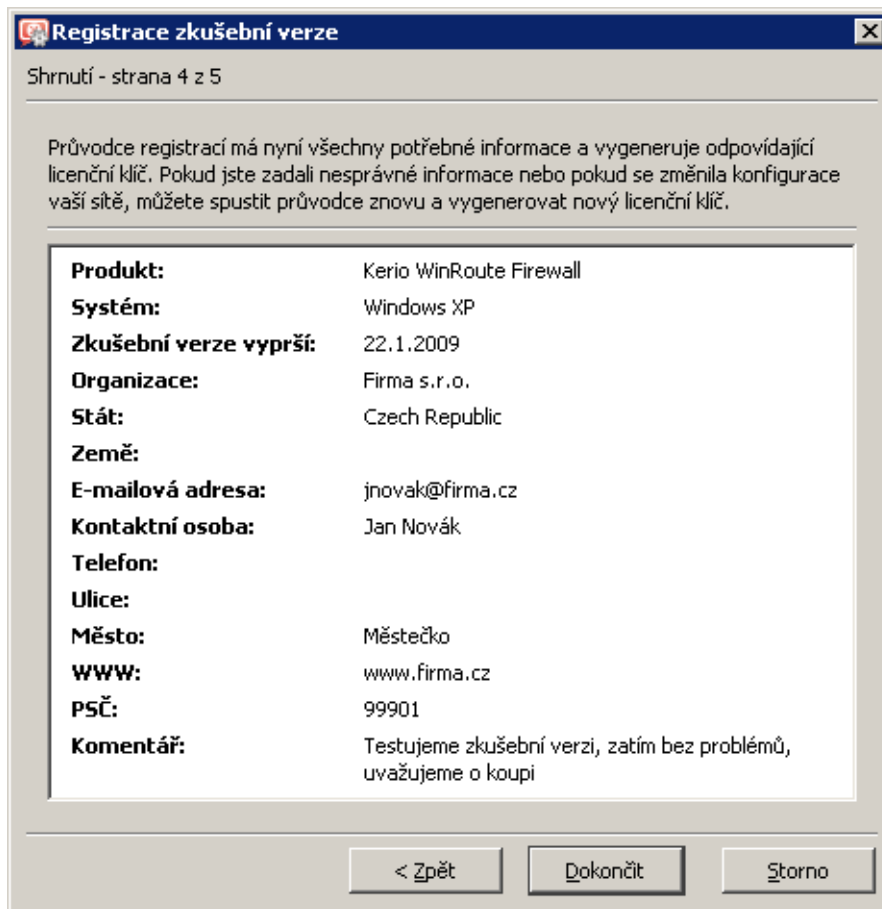 Registrace zkušební verze
Shrnutí - strana 4 z 5
Průvodce registrací má nyní všechny potřebné informace a vygeneruje odpovídající
licenční klíč. Pokud jste zadali nesprávné informace nebo pokud se změnila konfigurace
vaší sítě, můžete spustit průvodce znovu a vygenerovat nový licenční klíč.
Produkt: Kerio WinRoute Firewall
Systém: Windows XP
Zkušební verze vyprší: 22.1.2009
Organizace: Firma s.r.o.
Stát: Czech Republic
Země:
E-mailová adresa: jnovak@firma.cz
Kontaktní osoba: Jan Novák
Telefon:
Ulice:
Město: Městečko
WWW: www.firma.cz
PSČ: 99901
Komentář: Testujeme zkušební verzi, zatím bez problémů,
uvažujeme o koupi
< Zpět Dokončit Storno